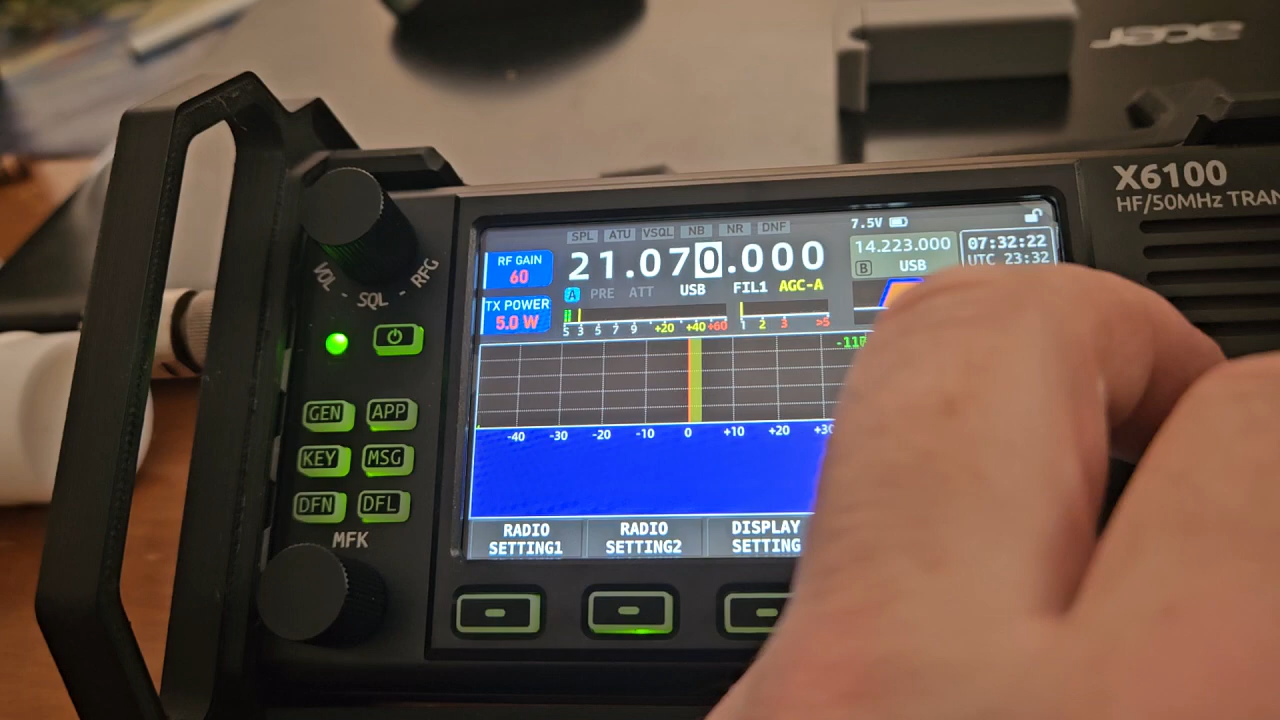 acer
X6100
HF/50MHz TRAN
SPL ATU VSQL NB NR DNF
7.5V
RF GAIN
60
21.070.000
14.223.000
B USB
07:32:22
UTC 23:32
A PRE ATT USB FIL1 AGC-A
TX POWER
5.0 W
S 3 5 7 9 +20 +40 +60
1 2 3 >5
VOL - SQL - RFG
GEN APP
KEY MSG
DFN DFL
MFK
-40 -30 -20 -10 0 +10 +20 +30
RADIO
SETTING1
RADIO
SETTING2
DISPLAY
SETTING